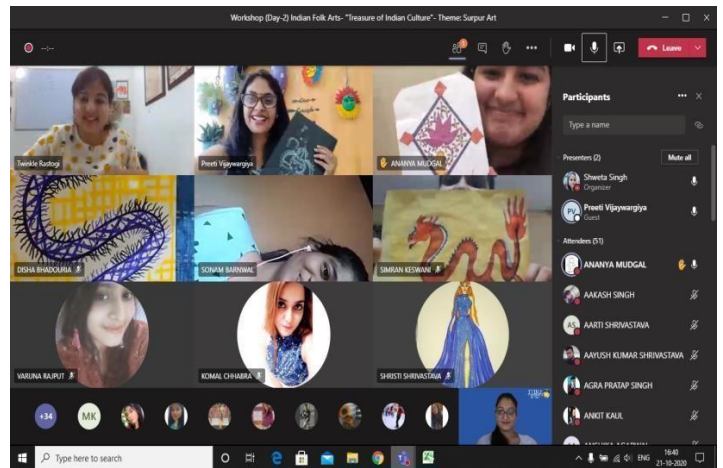 Workshop (Day-2) Indian Folk Arts- "Treasure of Indian Culture"- Theme: Surpur Art
--:--
Leave
Twinkle Rastogi
Preeti Vijaywargiya
ANANYA MUDGAL
DISHA BHADOURIA
SONAM BARNWAL
SIMRAN KESWANI
VARUNA RAJPUT
KOMAL CHHABRA
SHRISTI SHRIVASTAVA
+34
MK
Participants
Type a name
Presenters (2)
Mute all
Shweta Singh
Organizer
PV
Preeti Vijaywargiya
Guest
Attendees (51)
ANANYA MUDGAL
AAKASH SINGH
AS
AARTI SHRIVASTAVA
AAYUSH KUMAR SHRIVASTAVA
AGRA PRATAP SINGH
ANKIT KAUL
Type here to search
ENG
16:40
21-10-2020